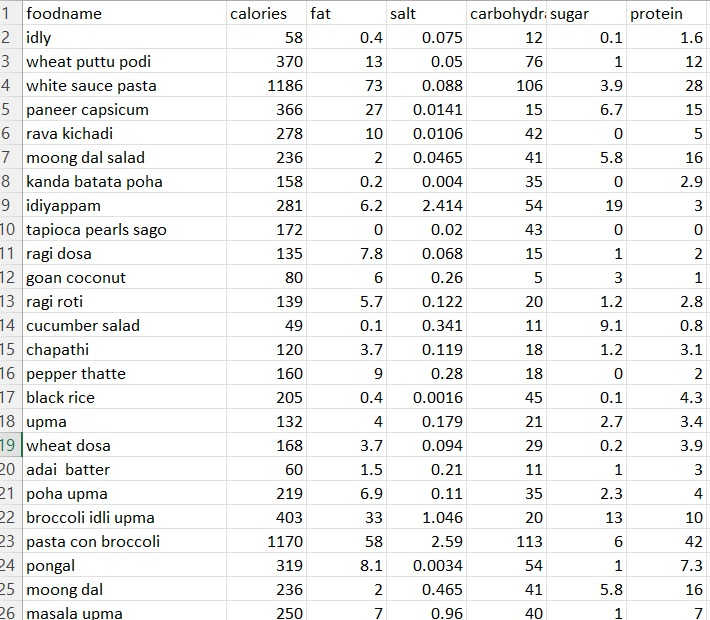 1 foodname calories fat salt carbohydr sugar protein
2 idly 58 0.4 0.075 12 0.1 1.6
3 wheat puttu podi 370 13 0.05 76 1 12
4 white sauce pasta 1186 73 0.088 106 3.9 28
5 paneer capsicum 366 27 0.0141 15 6.7 15
6 rava kichadi 278 10 0.0106 42 0 5
7 moong dal salad 236 2 0.0465 41 5.8 16
8 kanda batata poha 158 0.2 0.004 35 0 2.9
9 idiyappam 281 6.2 2.414 54 19 3
10 tapioca pearls sago 172 0 0.02 43 0 0
11 ragi dosa 135 7.8 0.068 15 1 2
12 goan coconut 80 6 0.26 5 3 1
13 ragi roti 139 5.7 0.122 20 1.2 2.8
14 cucumber salad 49 0.1 0.341 11 9.1 0.8
15 chapathi 120 3.7 0.119 18 1.2 3.1
16 pepper thatte 160 9 0.28 18 0 2
17 black rice 205 0.4 0.0016 45 0.1 4.3
18 upma 132 4 0.179 21 2.7 3.4
19 wheat dosa 168 3.7 0.094 29 0.2 3.9
20 adai batter 60 1.5 0.21 11 1 3
21 poha upma 219 6.9 0.11 35 2.3 4
22 broccoli idli upma 403 33 1.046 20 13 10
23 pasta con broccoli 1170 58 2.59 113 6 42
24 pongal 319 8.1 0.0034 54 1 7.3
25 moong dal 236 2 0.465 41 5.8 16
26 masala upma 250 7 0.96 40 1 7